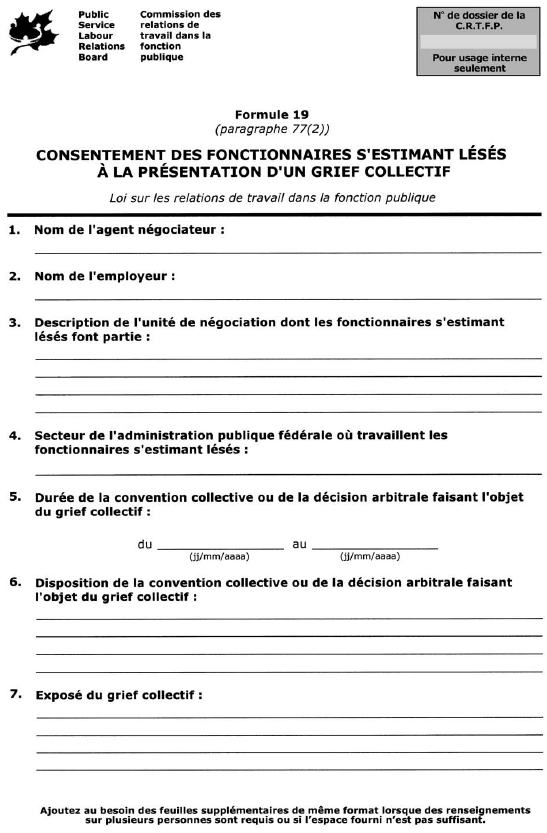 Public
Service
Labour
Relations
Board
Commission des
relations de
travail dans la
fonction
publique
N° de dossier de la
C.R.T.F.P.
Pour usage interne
seulement
Formule 19
(paragraphe 77(2))
CONSENTEMENT DES FONCTIONNAIRES S'ESTIMANT LÉSÉS
À LA PRÉSENTATION D'UN GRIEF COLLECTIF
Loi sur les relations de travail dans la fonction publique
1. Nom de l'agent négociateur :
2. Nom de l'employeur :
3. Description de l'unité de négociation dont les fonctionnaires s'estimant
lésés font partie :
4. Secteur de l'administration publique fédérale où travaillent les
fonctionnaires s'estimant lésés :
5. Durée de la convention collective ou de la décision arbitrale faisant l'objet
du grief collectif :
du au
(jj/mm/aaaa) (jj/mm/aaaa)
6. Disposition de la convention collective ou de la décision arbitrale faisant
l'objet du grief collectif :
7. Exposé du grief collectif :
Ajoutez au besoin des feuilles supplémentaires de même format lorsque des renseignements
sur plusieurs personnes sont requis ou si l'espace fourni n'est pas suffisant.